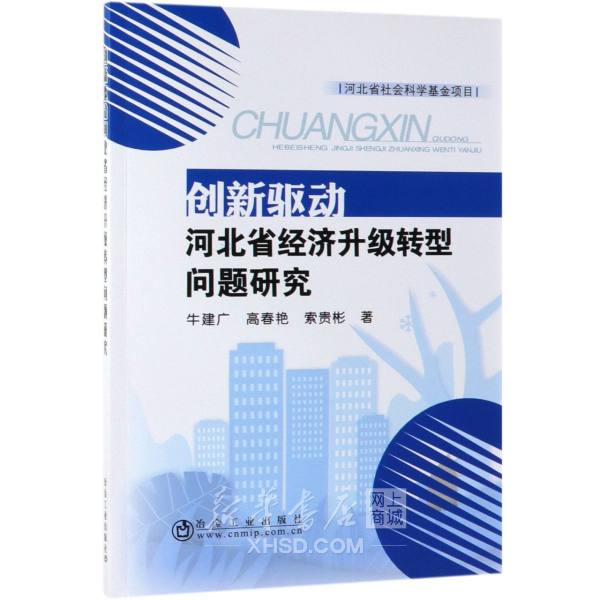 河北省社会科学基金项目
CHUANGXIN
QUDONG
HEBEISHENG JINGJI SHENGJI ZHUANXING WENTI YANJIU
创新驱动
河北省经济升级转型
问题研究
牛建广 高春艳 索贵彬 著
冶金工业出版社
www.cnmip.com.cn
新华书店
网上
商城
XHSD.COM